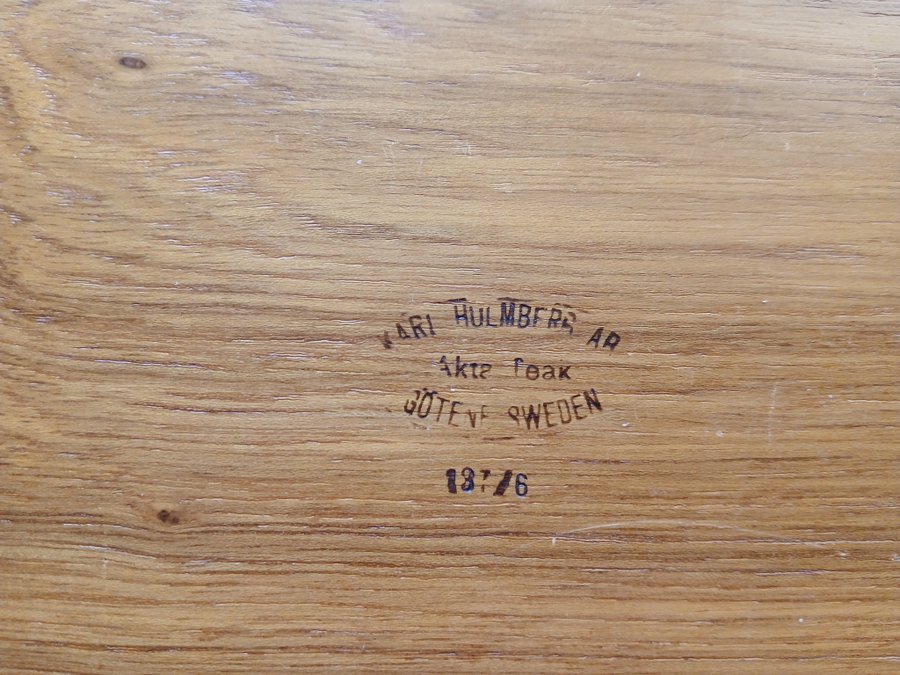 KARL HOLMBERG AB
Äkta Teak
GÖTENE SWEDEN
137/6